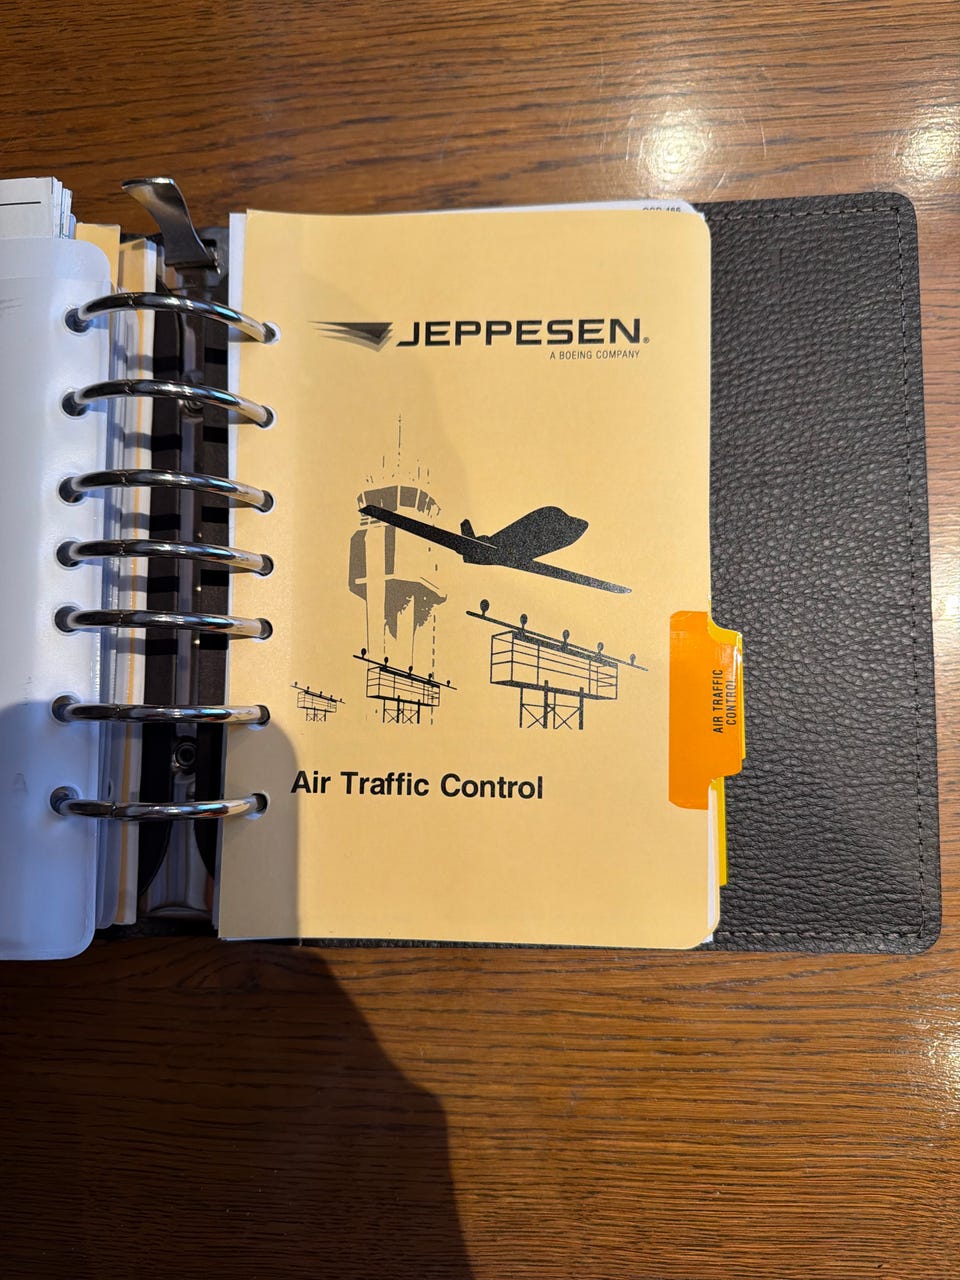 JEPPESEN®
A BOEING COMPANY
Air Traffic Control
AIR TRAFFIC
CONTROL